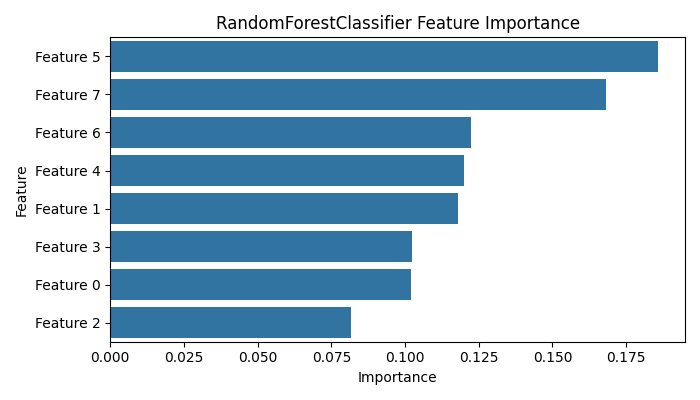 RandomForestClassifier Feature Importance
Feature 5
Feature 7
Feature 6
Feature 4
Feature 1
Feature 3
Feature 0
Feature 2
Feature
0.000 0.025 0.050 0.075 0.100 0.125 0.150 0.175
Importance